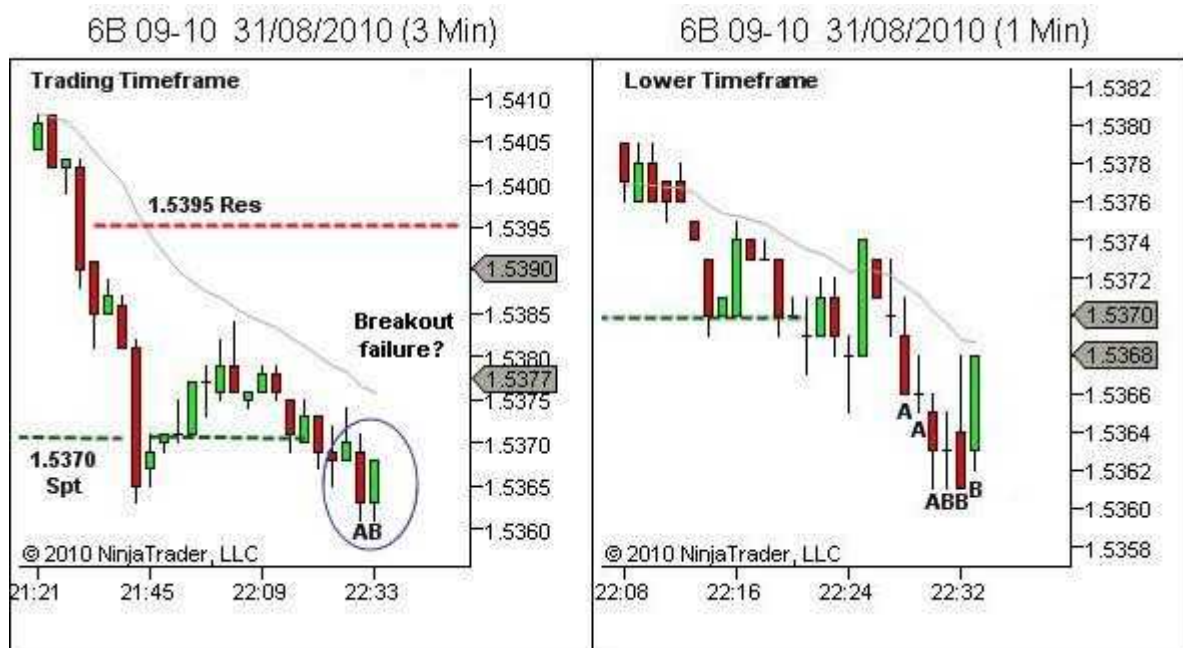 6B 09-10 31/08/2010 (3 Min)
Trading Timeframe
1.5410
1.5405
1.5400
1.5395 Res
1.5395
1.5390
1.5385
Breakout
failure?
1.5380
1.5377
1.5375
1.5370
1.5370
Spt
1.5365
AB
1.5360
© 2010 NinjaTrader, LLC
21:21
21:45
22:09
22:33
6B 09-10 31/08/2010 (1 Min)
Lower Timeframe
1.5382
1.5380
1.5378
1.5376
1.5374
1.5372
1.5370
1.5368
1.5366
A
A
1.5364
1.5362
ABB
B
1.5360
1.5358
© 2010 NinjaTrader, LLC
22:08
22:16
22:24
22:32